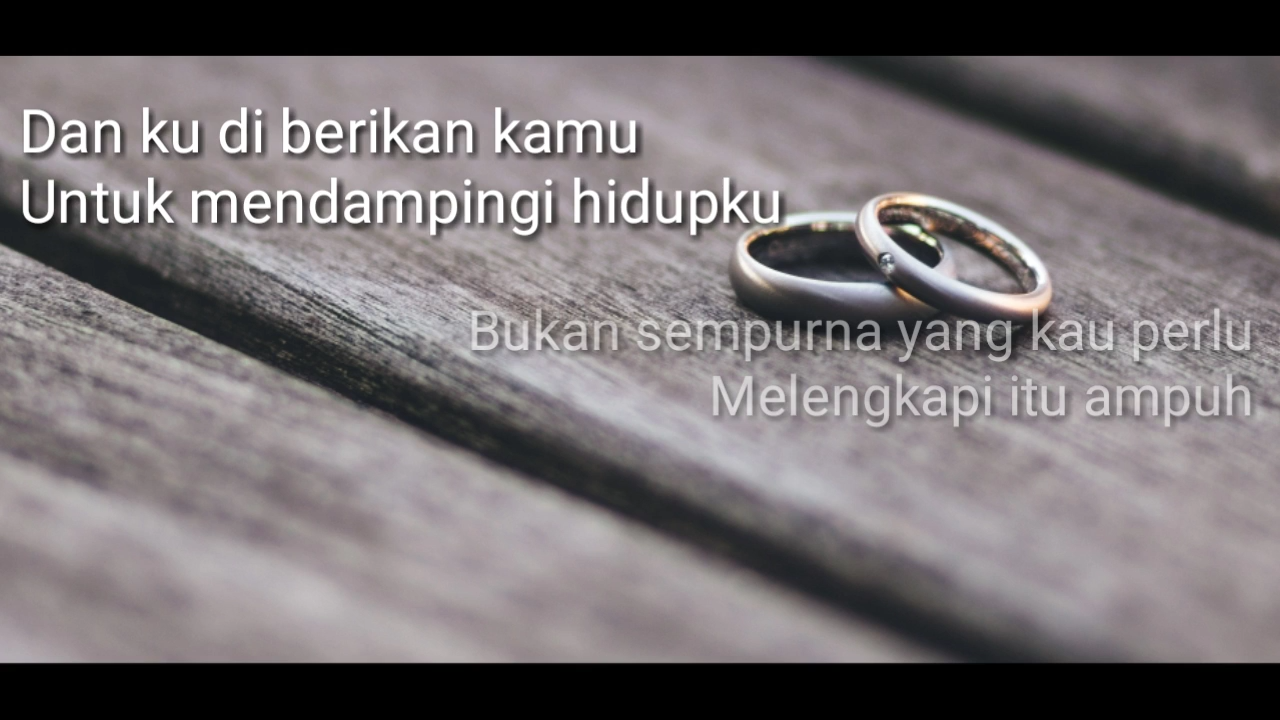 Dan ku di berikan kamu
Untuk mendampingi hidupku
Bukan sempurna yang kau perlu
Melengkapi itu ampuh